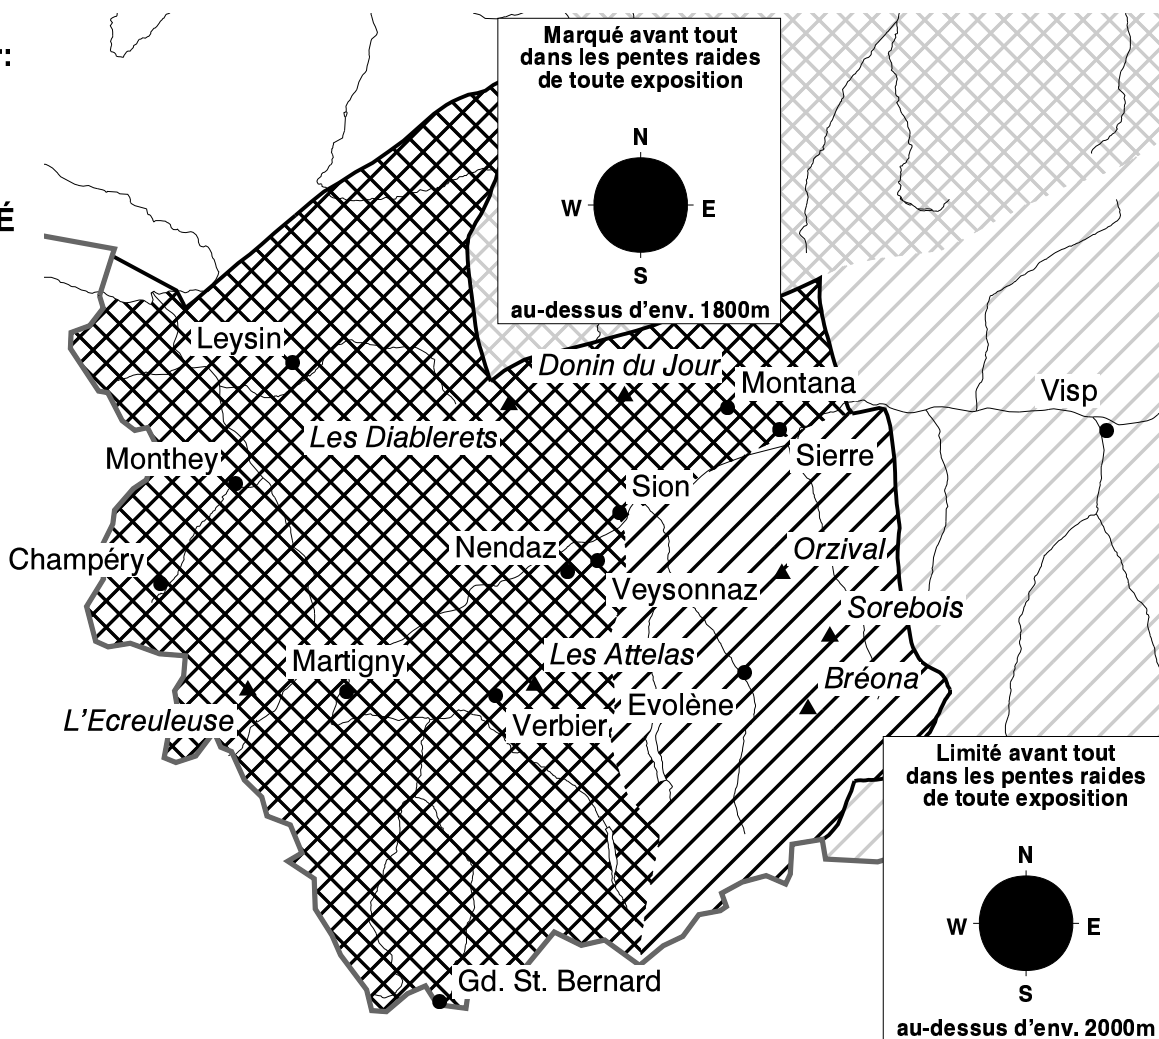 Marqué avant tout
dans les pentes raides
de toute exposition
N
W
E
S
au-dessus d'env. 1800m
r:
É
Leysin
Donin du Jour
Montana
Visp
Les Diablerets
Monthey
Sierre
Sion
Champéry
Nendaz
Orzival
Veysonnaz
Sorebois
Martigny
Les Attelas
Bréona
L'Ecreuleuse
Evolène
Verbier
Limité avant tout
dans les pentes raides
de toute exposition
N
W
E
S
au-dessus d'env. 2000m
Gd. St. Bernard